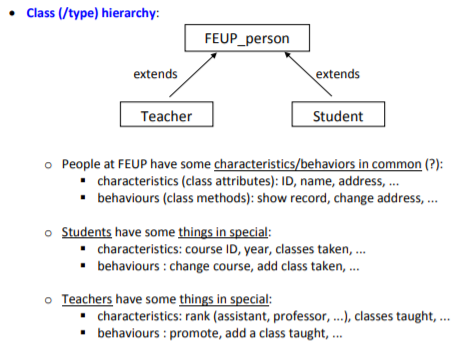 • Class (/type) hierarchy:
FEUP_person
extends extends
Teacher Student
o People at FEUP have some characteristics/behaviors in common (?):
▪ characteristics (class attributes): ID, name, address, ...
▪ behaviours (class methods): show record, change address, ...
o Students have some things in special:
▪ characteristics: course ID, year, classes taken, ...
▪ behaviours : change course, add class taken, ...
o Teachers have some things in special:
▪ characteristics: rank (assistant, professor, ...), classes taught, ...
▪ behaviours : promote, add a class taught, ...